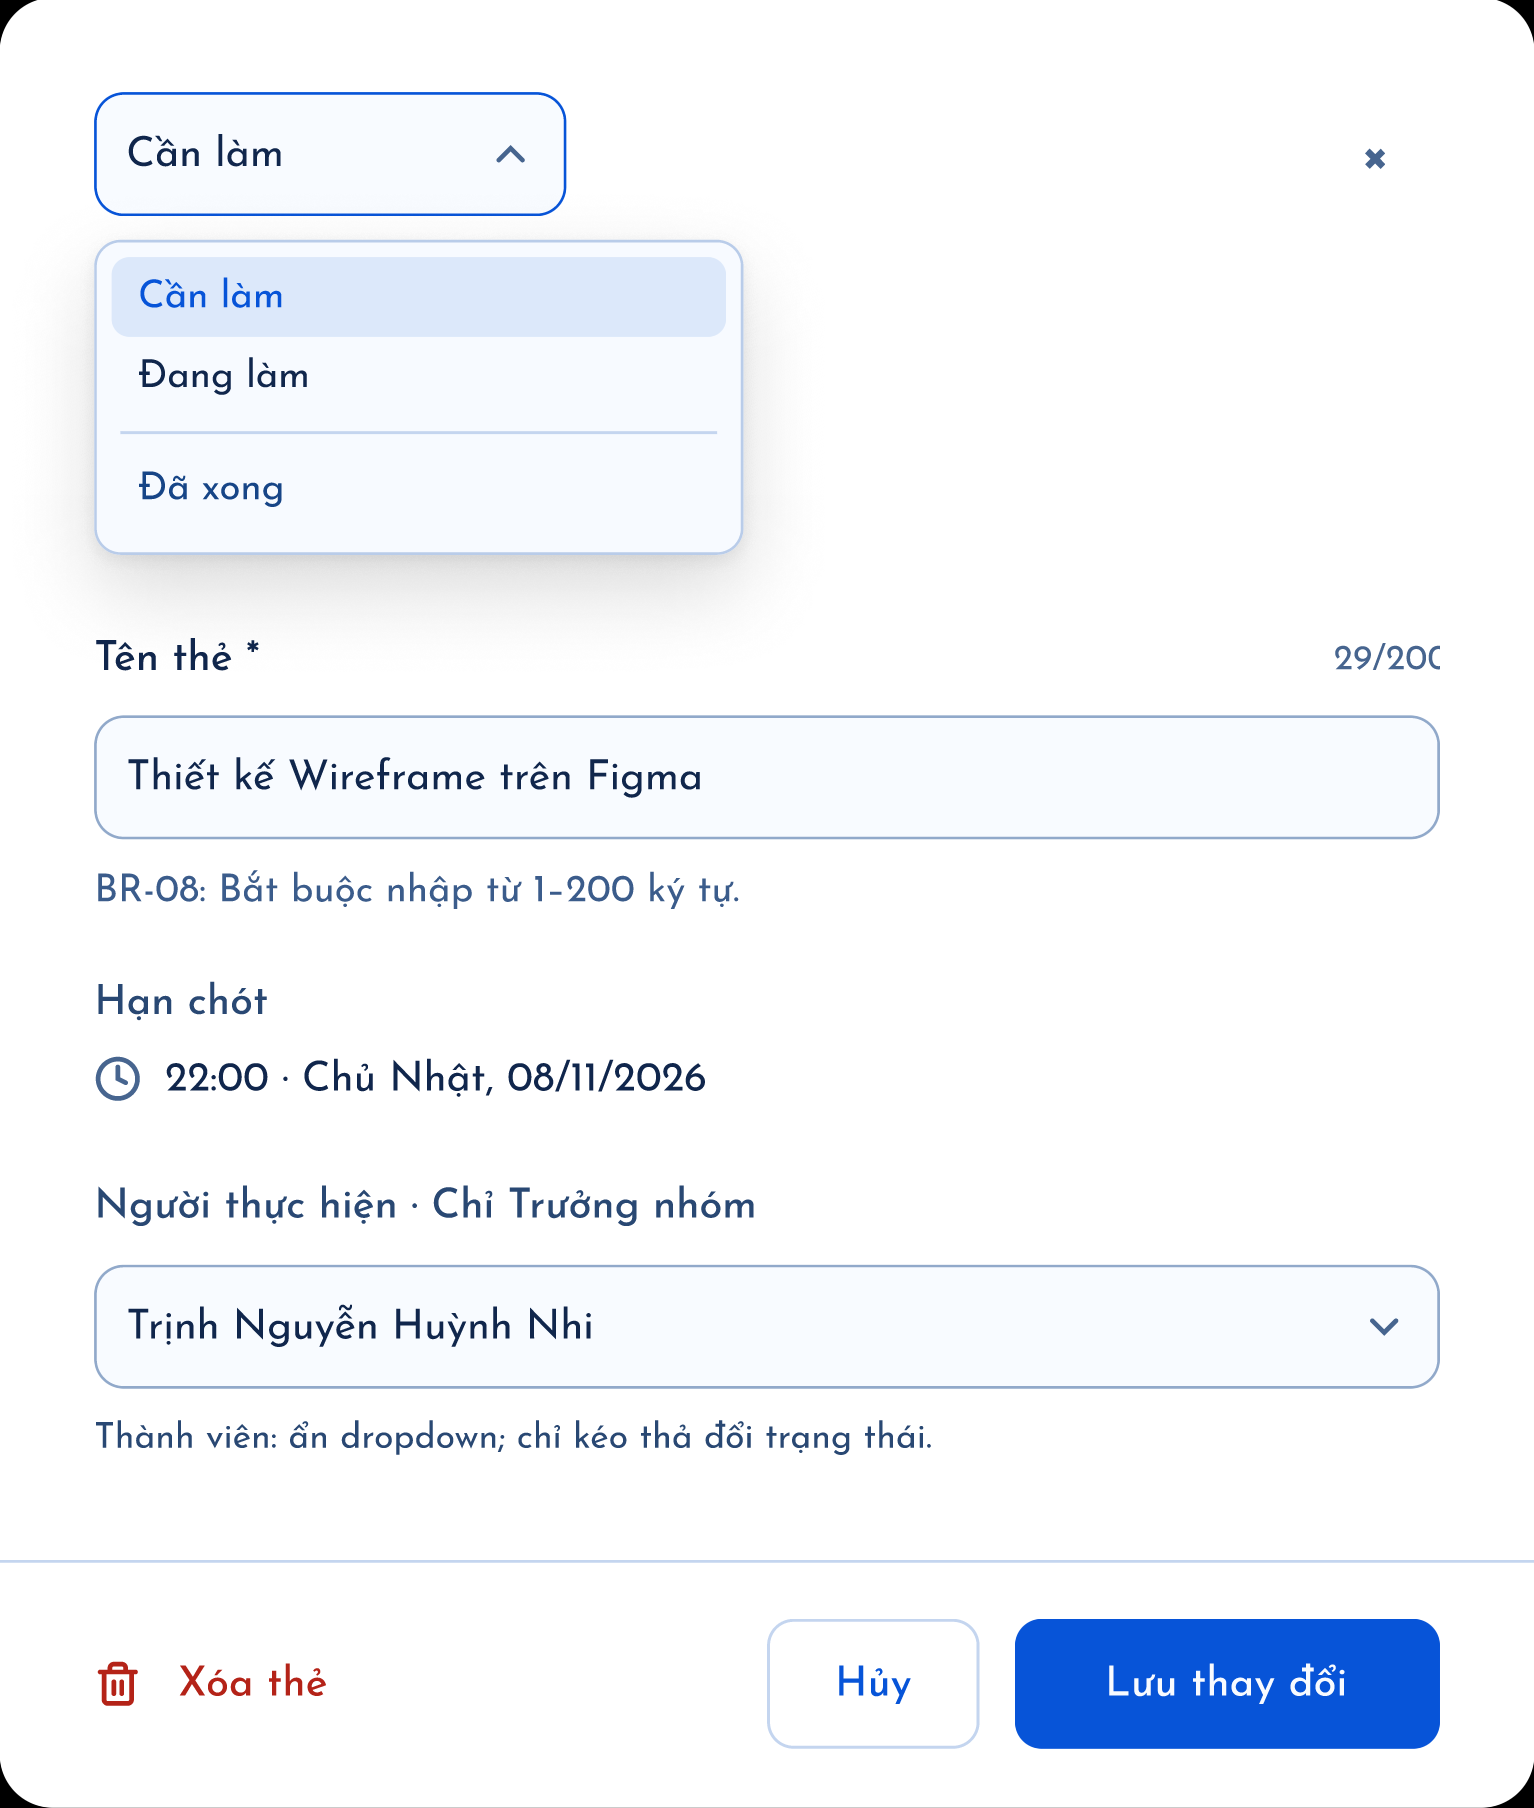 Cần làm
Cần làm
Đang làm
Đã xong
Tên thẻ *
29/200
Thiết kế Wireframe trên Figma
BR-08: Bắt buộc nhập từ 1–200 ký tự.
Hạn chót
22:00 · Chủ Nhật, 08/11/2026
Người thực hiện · Chỉ Trưởng nhóm
Trịnh Nguyễn Huỳnh Nhi
Thành viên: ẩn dropdown; chỉ kéo thả đổi trạng thái.
Xóa thẻ
Hủy
Lưu thay đổi